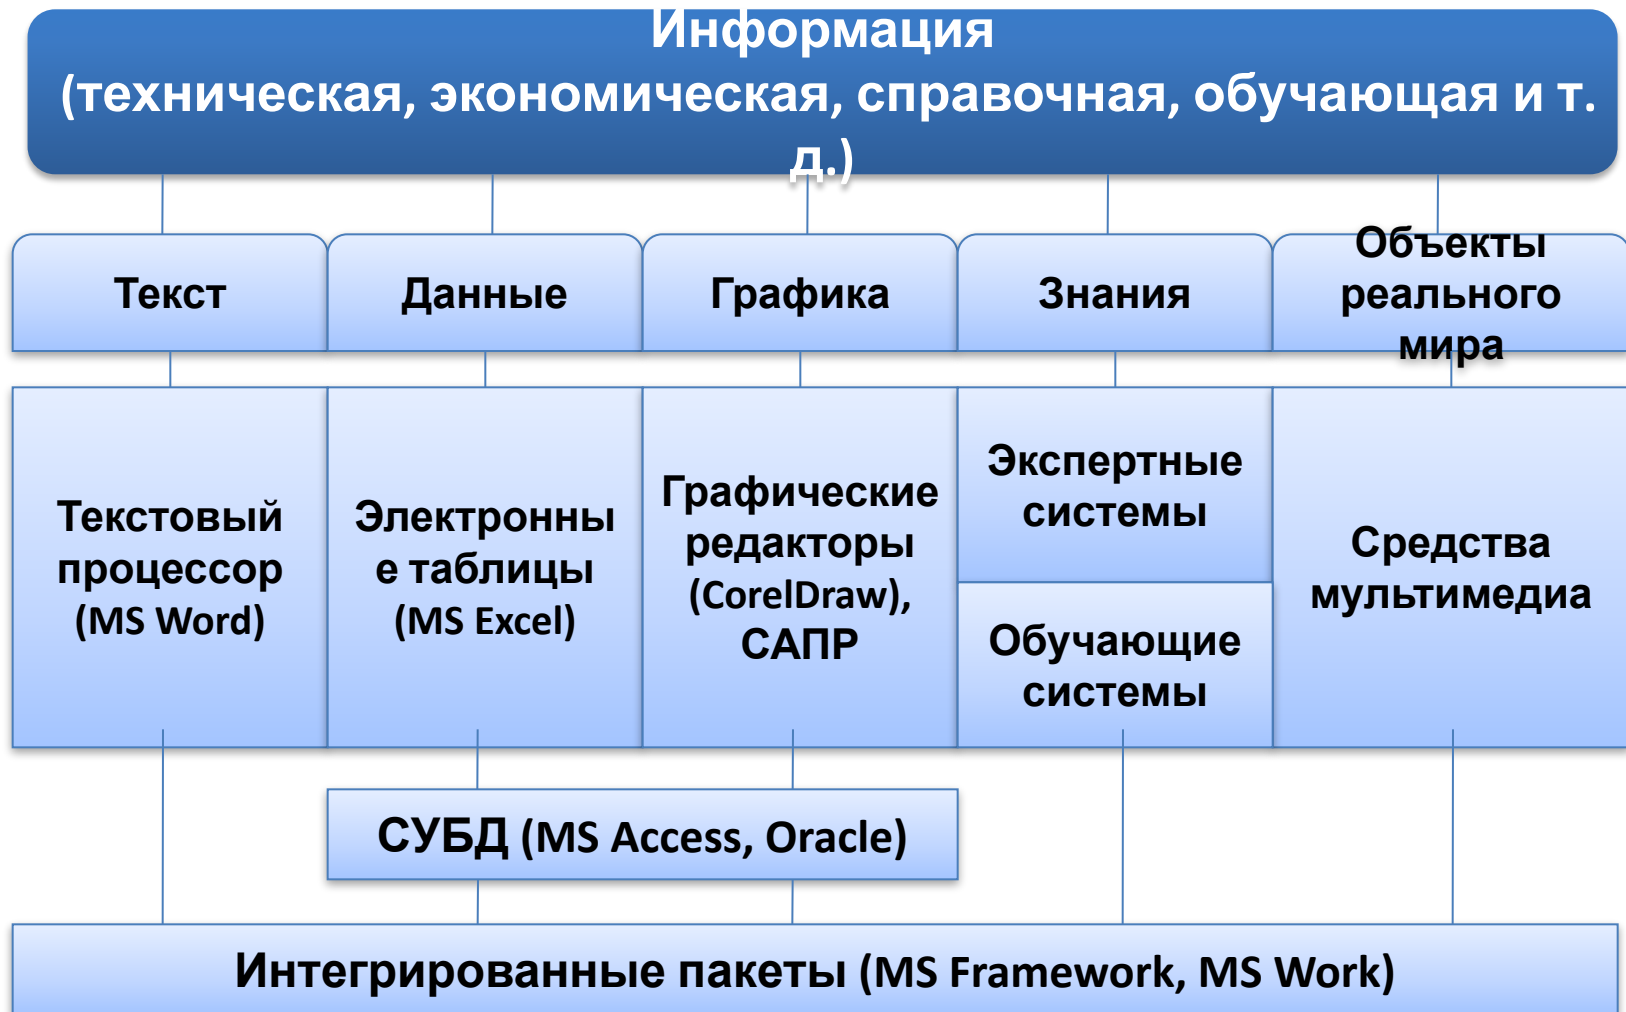 Информация
(техническая, экономическая, справочная, обучающая и т.
д.)
Текст
Данные
Графика
Знания
Объекты
реального
мира
Текстовый
процессор
(MS Word)
Электронны
е таблицы
(MS Excel)
Графические
редакторы
(CorelDraw),
САПР
Экспертные
системы
Обучающие
системы
Средства
мультимедиа
СУБД (MS Access, Oracle)
Интегрированные пакеты (MS Framework, MS Work)